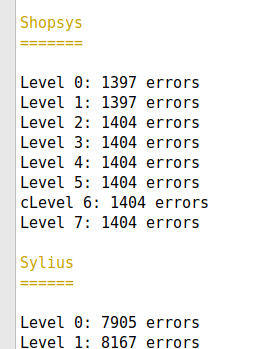 Shopsys
=======
Level 0: 1397 errors
Level 1: 1397 errors
Level 2: 1404 errors
Level 3: 1404 errors
Level 4: 1404 errors
Level 5: 1404 errors
cLevel 6: 1404 errors
Level 7: 1404 errors
Sylius
======
Level 0: 7905 errors
Level 1: 8167 errors